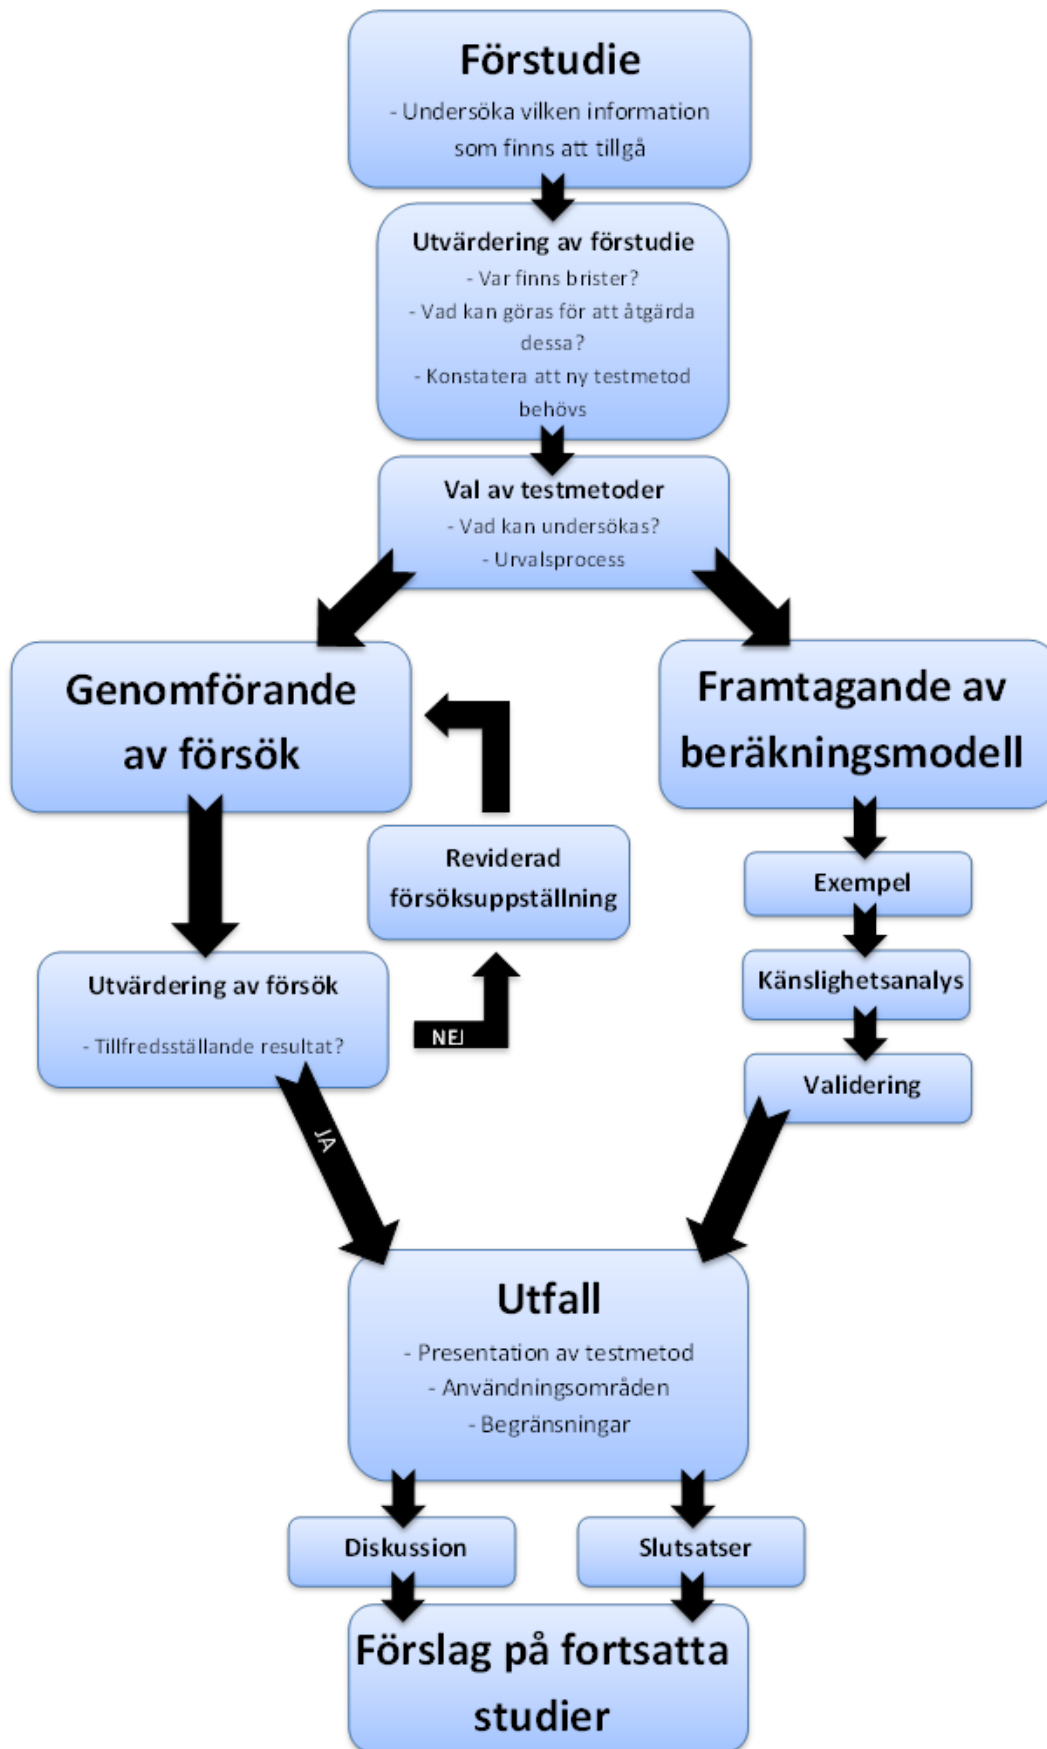 Förstudie
- Undersöka vilken information
som finns att tillgå
Utvärdering av förstudie
- Var finns brister?
- Vad kan göras för att åtgärda
dessa?
- Konstatera att ny testmetod
behövs
Val av testmetoder
- Vad kan undersökas?
- Urvalsprocess
Genomförande
av försök
Framtagande av
beräkningsmodell
Reviderad
försöksuppställning
Exempel
Känslighetsanalys
Utvärdering av försök
- Tillfredsställande resultat?
NEJ
Validering
JA
Utfall
- Presentation av testmetod
- Användningsområden
- Begränsningar
Diskussion
Slutsatser
Förslag på fortsatta
studier